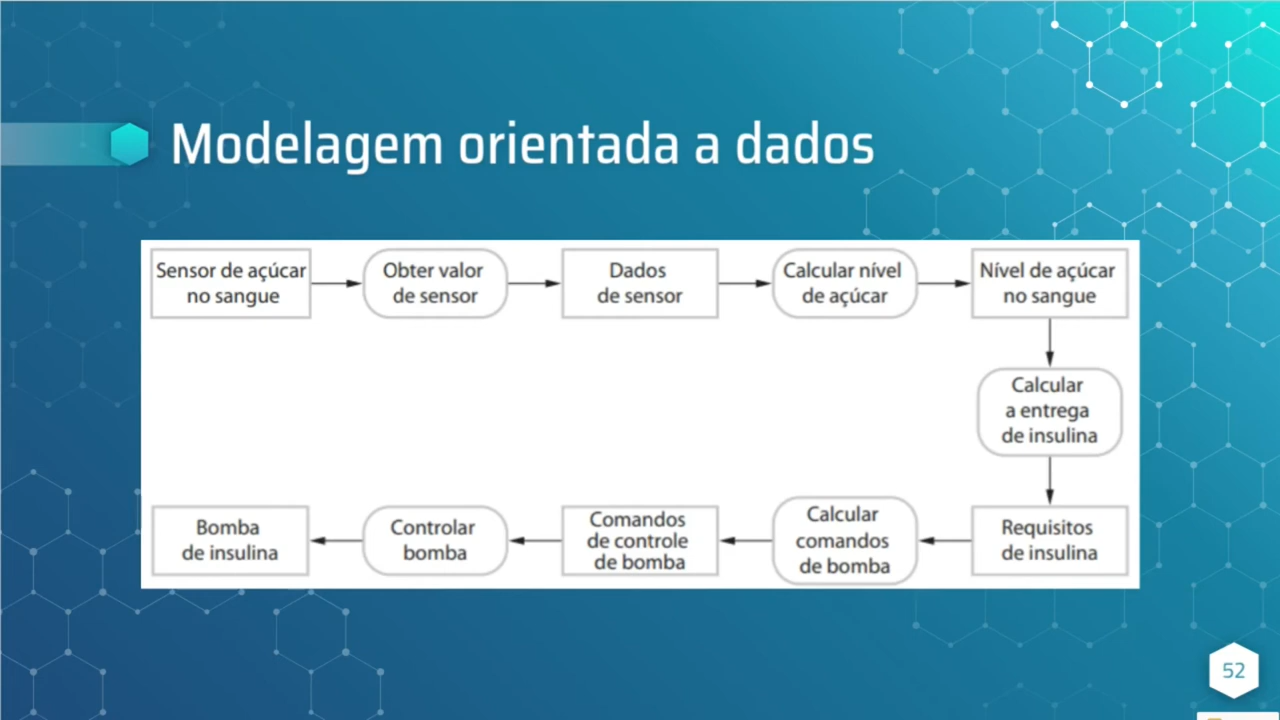 Modelagem orientada a dados
Sensor de açúcar
no sangue
Obter valor
de sensor
Dados
de sensor
Calcular nível
de açúcar
Nível de açúcar
no sangue
Calcular
a entrega
de insulina
Bomba
de insulina
Controlar
bomba
Comandos
de controle
de bomba
Calcular
comandos
de bomba
Requisitos
de insulina
52